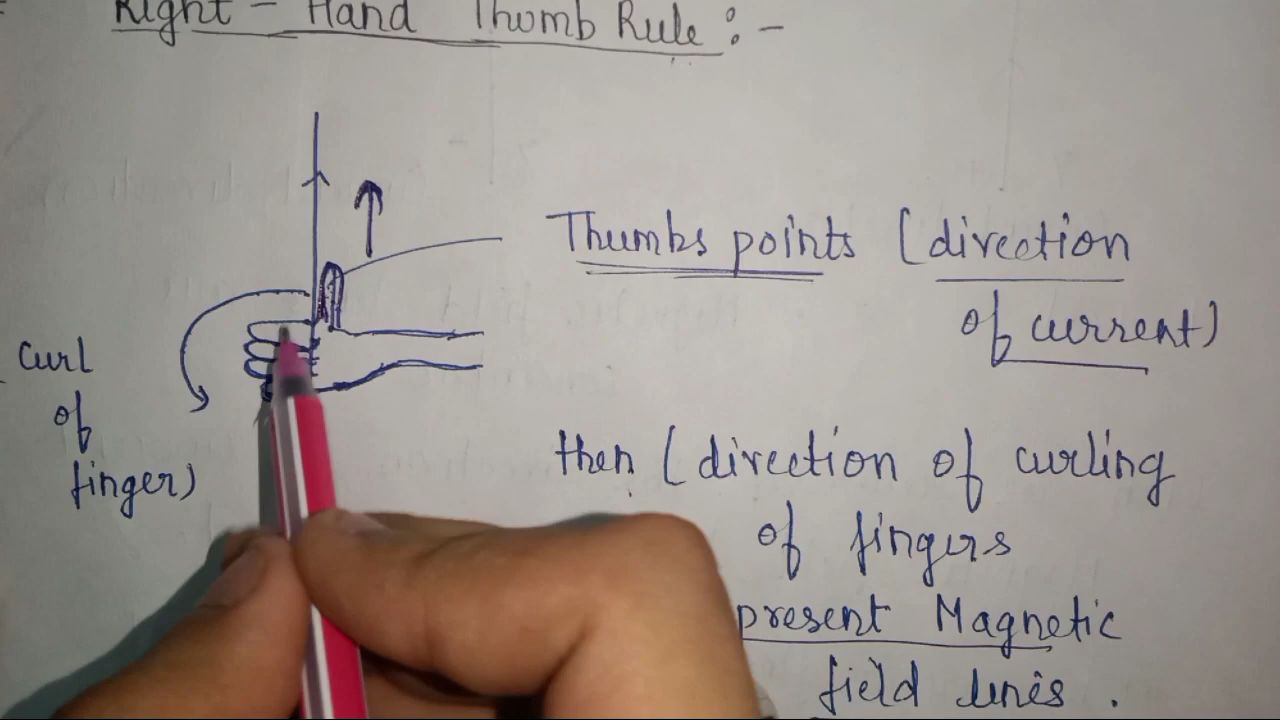 Right - Hand Thumb Rule :-
Thumbs points (direction
of current)
Curl
of
finger)
then (direction of curling
of fingers
present Magnetic
field lines .